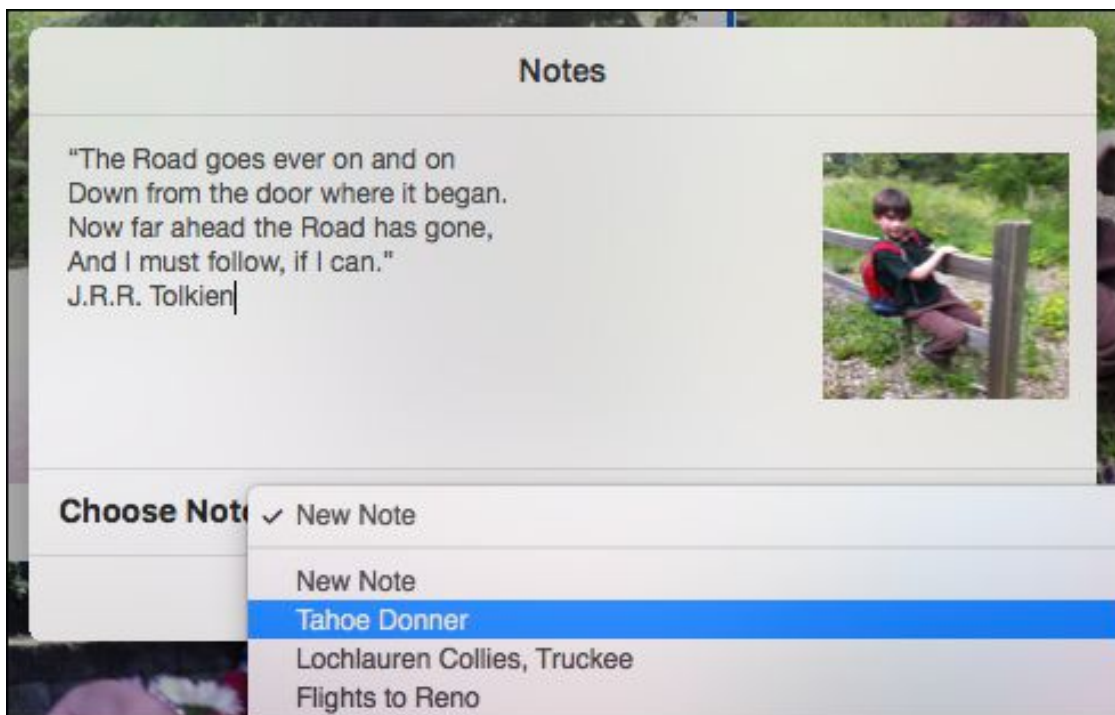 Notes
“The Road goes ever on and on
Down from the door where it began.
Now far ahead the Road has gone,
And I must follow, if I can."
J.R.R. Tolkien
Choose Note
New Note
New Note
Tahoe Donner
Lochlauren Collies, Truckee
Flights to Reno